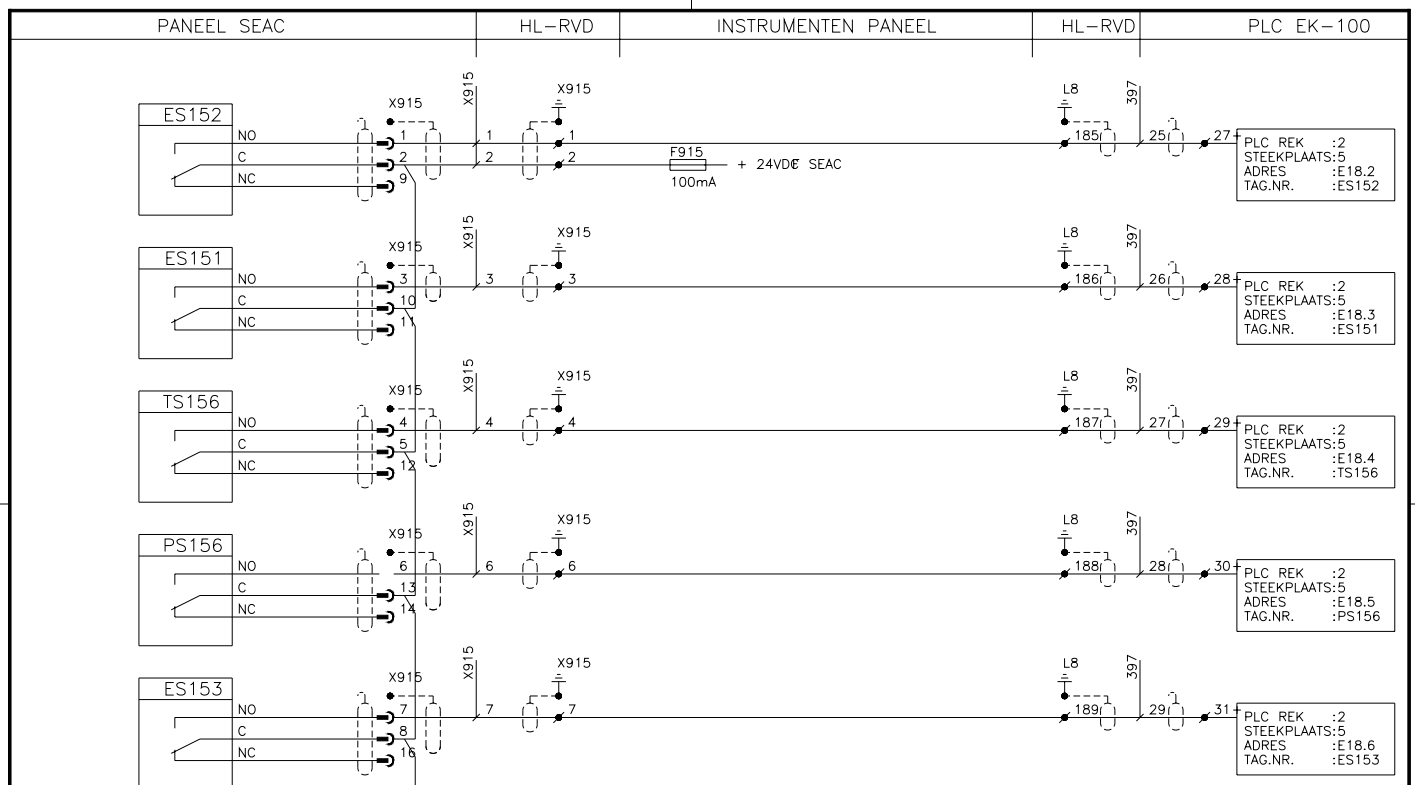 PANEEL SEAC HL-RVD INSTRUMENTEN PANEEL HL-RVD PLC EK-100
ES152
X915
X915
X915
L8
397
NO 1 1 1 185 25 27+
C 2 2 2
NC 9
F915
100mA
+ 24VDC SEAC
PLC REK :2
STEEKPLAATS:5
ADRES :E18.2
TAG.NR. :ES152
ES151
X915
X915
X915
L8
397
NO 3 3 3 186 26 28+
C 10
NC 11
PLC REK :2
STEEKPLAATS:5
ADRES :E18.3
TAG.NR. :ES151
TS156
X915
X915
X915
L8
397
NO 4 4 4 187 27 29+
C 5
NC 12
PLC REK :2
STEEKPLAATS:5
ADRES :E18.4
TAG.NR. :TS156
PS156
X915
X915
X915
L8
397
NO 6 6 6 188 28 30+
C 13
NC 14
PLC REK :2
STEEKPLAATS:5
ADRES :E18.5
TAG.NR. :PS156
ES153
X915
X915
X915
L8
397
NO 7 7 7 189 29 31+
C 8
NC 16
PLC REK :2
STEEKPLAATS:5
ADRES :E18.6
TAG.NR. :ES153